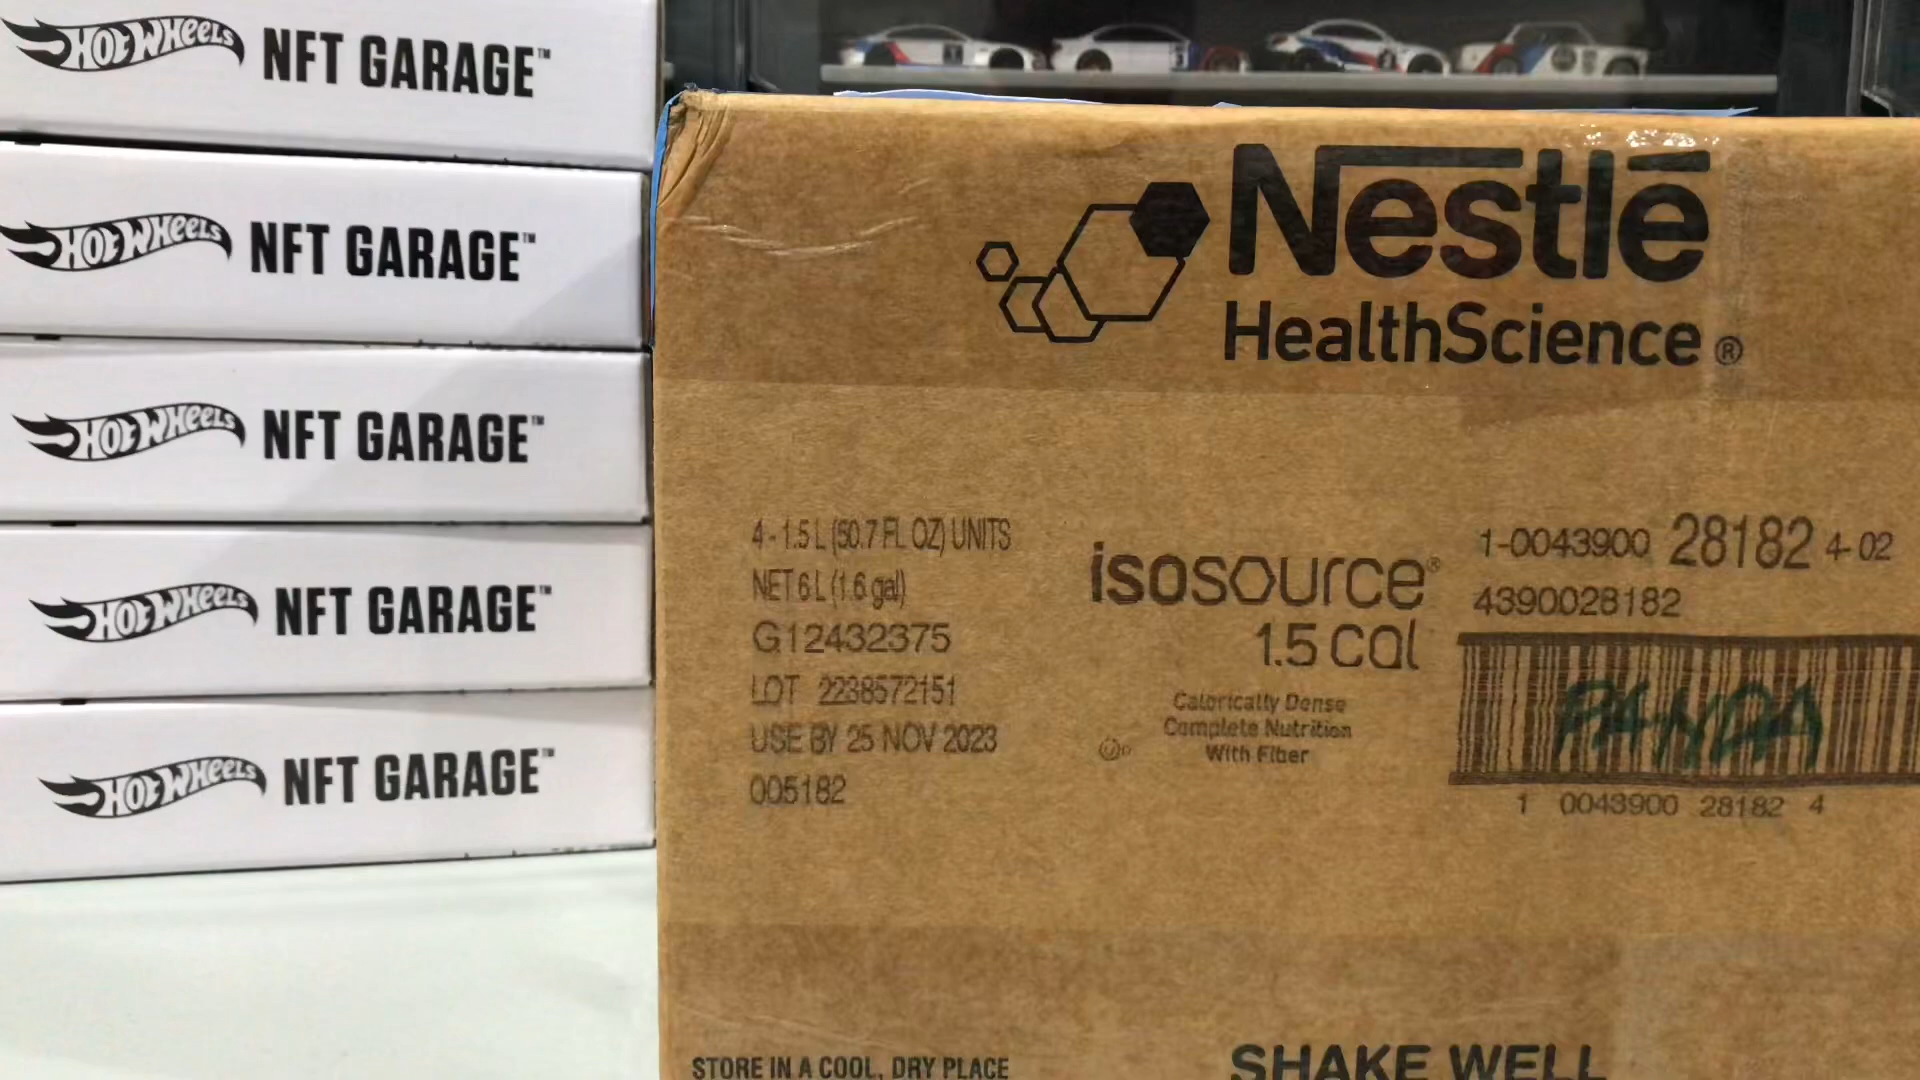 HOT WHEELS NFT GARAGE™
HOT WHEELS NFT GARAGE™
HOT WHEELS NFT GARAGE™
HOT WHEELS NFT GARAGE™
HOT WHEELS NFT GARAGE™
Nestlē
HealthScience®
4 - 1.5 L (50.7 FL OZ) UNITS
NET 6 L (1.6 gal)
G12432375
LOT 2238572151
USE BY 25 NOV 2023
005182
isosource®
1.5 cal
Calorically Dense
Complete Nutrition
With Fiber
1-0043900 28182 4-02
4390028182
PANDA
1 0043900 28182 4
STORE IN A COOL, DRY PLACE
SHAKE WELL